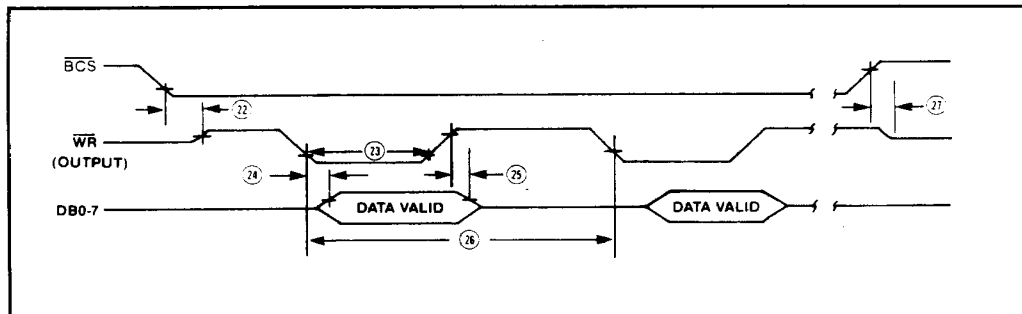 BCS
22
27
WR
(OUTPUT)
23
24
25
DB0-7
DATA VALID
DATA VALID
26